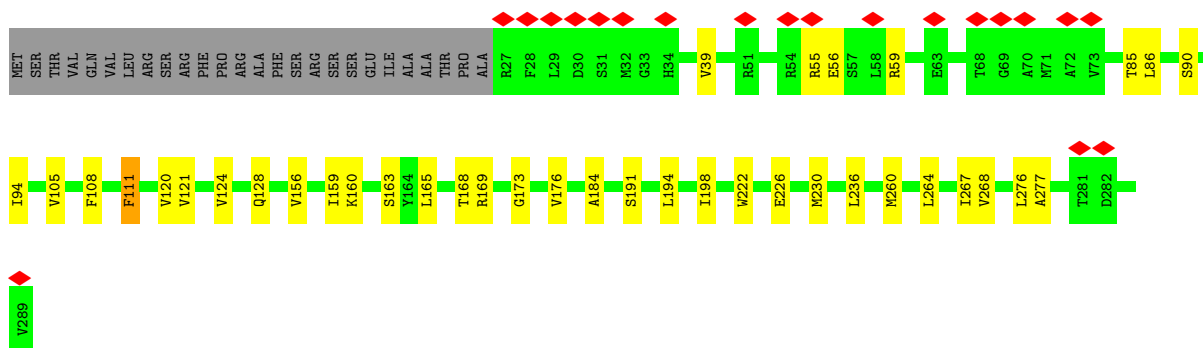 MET SER THR VAL GLN VAL LEU ARG SER ARG PHE PRO ARG ALA PHE SER ARG SER SER GLU ILE ALA ALA THR PRO ALA R27 F28 L29 D30 S31 M32 G33 H34 V39 R51 R54 R55 E56 S57 L58 R59 E63 T68 G69 A70 M71 A72 V73 T85 L86 S90
I94 V105 F108 F111 V120 V121 V124 Q128 V156 I159 K160 S163 Y164 L165 T168 R169 G173 V176 A184 S191 L194 I198 W222 E226 M230 L236 M260 L264 I267 V268 L276 A277 T281 D282
V289